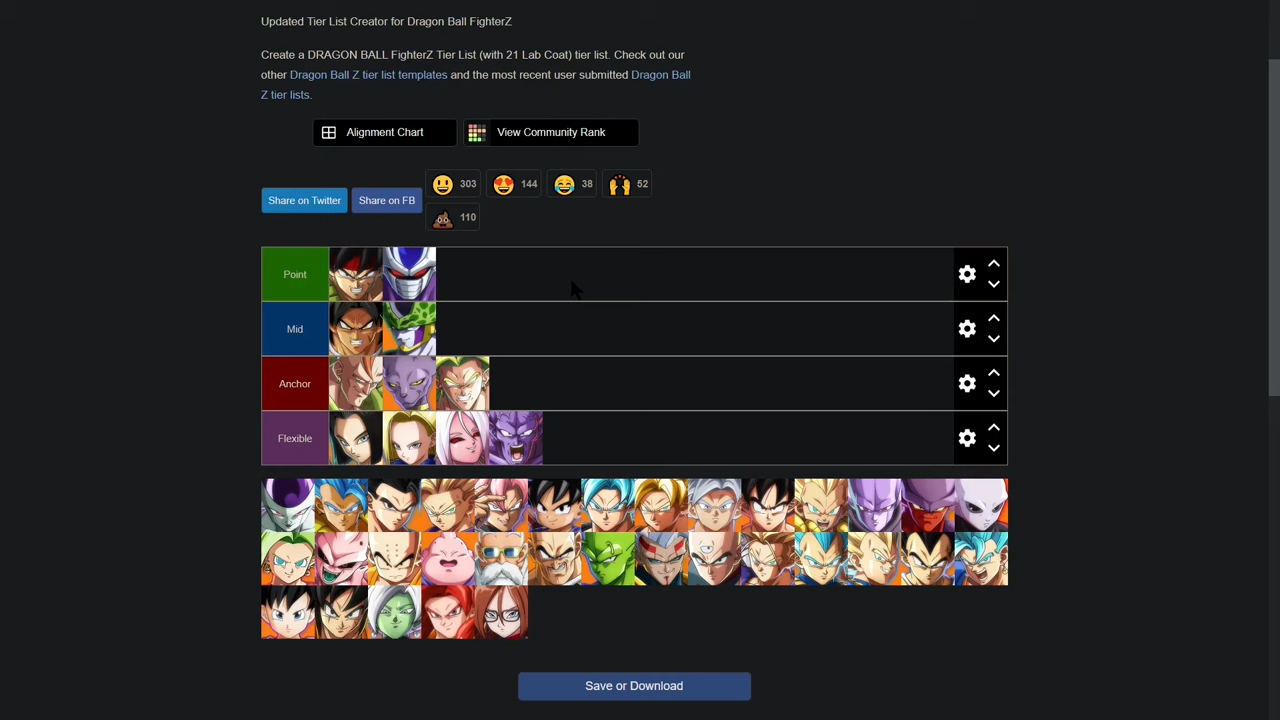 Updated Tier List Creator for Dragon Ball FighterZ
Create a DRAGON BALL FighterZ Tier List (with 21 Lab Coat) tier list. Check out our
other Dragon Ball Z tier list templates and the most recent user submitted Dragon Ball
Z tier lists.
Alignment Chart
View Community Rank
Share on Twitter
Share on FB
303
144
38
52
110
Point
Mid
Anchor
Flexible
Save or Download